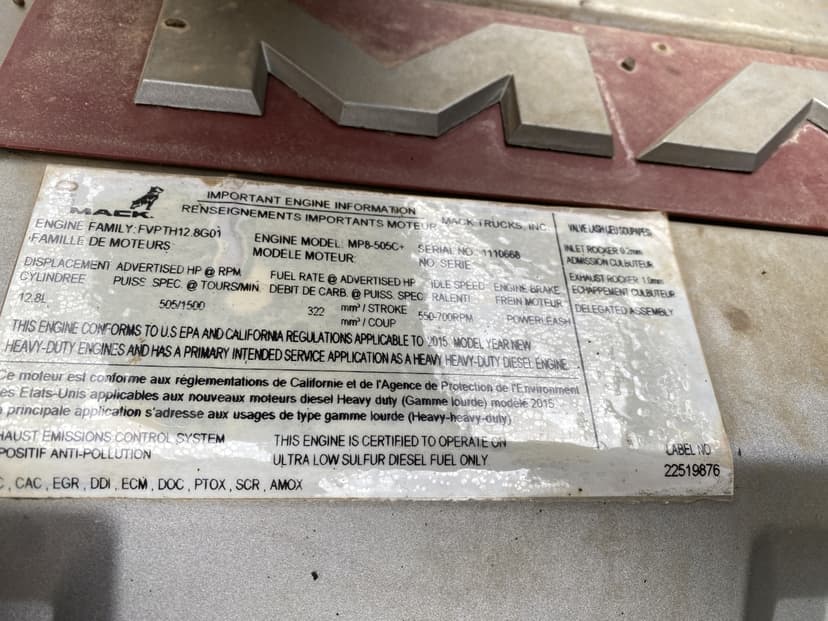 MACK
IMPORTANT ENGINE INFORMATION
RENSEIGNEMENTS IMPORTANTS MOTEUR
MACK TRUCKS, INC.
ENGINE FAMILY: FVPTH12.8G01
FAMILLE DE MOTEURS
ENGINE MODEL: MP8-505C+
MODELE MOTEUR:
SERIAL NO. 1110668
NO. SERIE
DISPLACEMENT
CYLINDREE
12.8L
ADVERTISED HP @ RPM
PUISS. SPEC. @ TOURS/MIN.
505/1500
FUEL RATE @ ADVERTISED HP
DEBIT DE CARB. @ PUISS. SPEC
322 mm³ / STROKE
mm³ / COUP
IDLE SPEED
RALENTI
550-700RPM
ENGINE BRAKE
FREIN MOTEUR
POWERLEASH
THIS ENGINE CONFORMS TO U.S EPA AND CALIFORNIA REGULATIONS APPLICABLE TO 2015 MODEL YEAR NEW
HEAVY-DUTY ENGINES AND HAS A PRIMARY INTENDED SERVICE APPLICATION AS A HEAVY HEAVY-DUTY DIESEL ENGINE
Ce moteur est conforme aux réglementations de Californie et de l'Agence de Protection de l'Environment
es Etats-Unis applicables aux nouveaux moteurs diesel Heavy duty (Gamme lourde) modéle 2015
principale application s'adresse aux usages de type gamme lourde (Heavy-heavy-duty)
HAUST EMISSIONS CONTROL SYSTEM
POSITIF ANTI-POLLUTION
C , CAC , EGR , DDI , ECM , DOC , PTOX , SCR , AMOX
THIS ENGINE IS CERTIFIED TO OPERATE ON
ULTRA LOW SULFUR DIESEL FUEL ONLY
VALVE LASH/JEU SOUPAPES:
INLET ROCKER 0.2mm
ADMISSION CULBUTEUR
EXHAUST ROCKER
ECHAPPEMENT CULBUTEUR
DELEGATED ASSEMBLY
LABEL NO
22519876